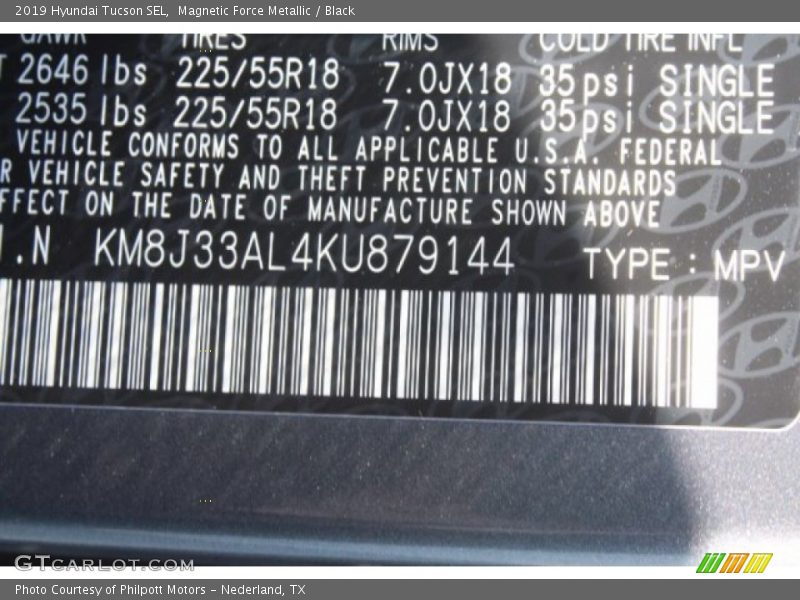 2019 Hyundai Tucson SEL,  Magnetic Force Metallic / Black
GAWR TIRES RIMS COLD TIRE INFL
2646 lbs 225/55R18 7.0JX18 35psi SINGLE
2535 lbs 225/55R18 7.0JX18 35psi SINGLE
VEHICLE CONFORMS TO ALL APPLICABLE U.S.A. FEDERAL
R VEHICLE SAFETY AND THEFT PREVENTION STANDARDS
FFECT ON THE DATE OF MANUFACTURE SHOWN ABOVE
.N KM8J33AL4KU879144 TYPE : MPV
GTcarlot.com
Photo Courtesy of Philpott Motors - Nederland, TX